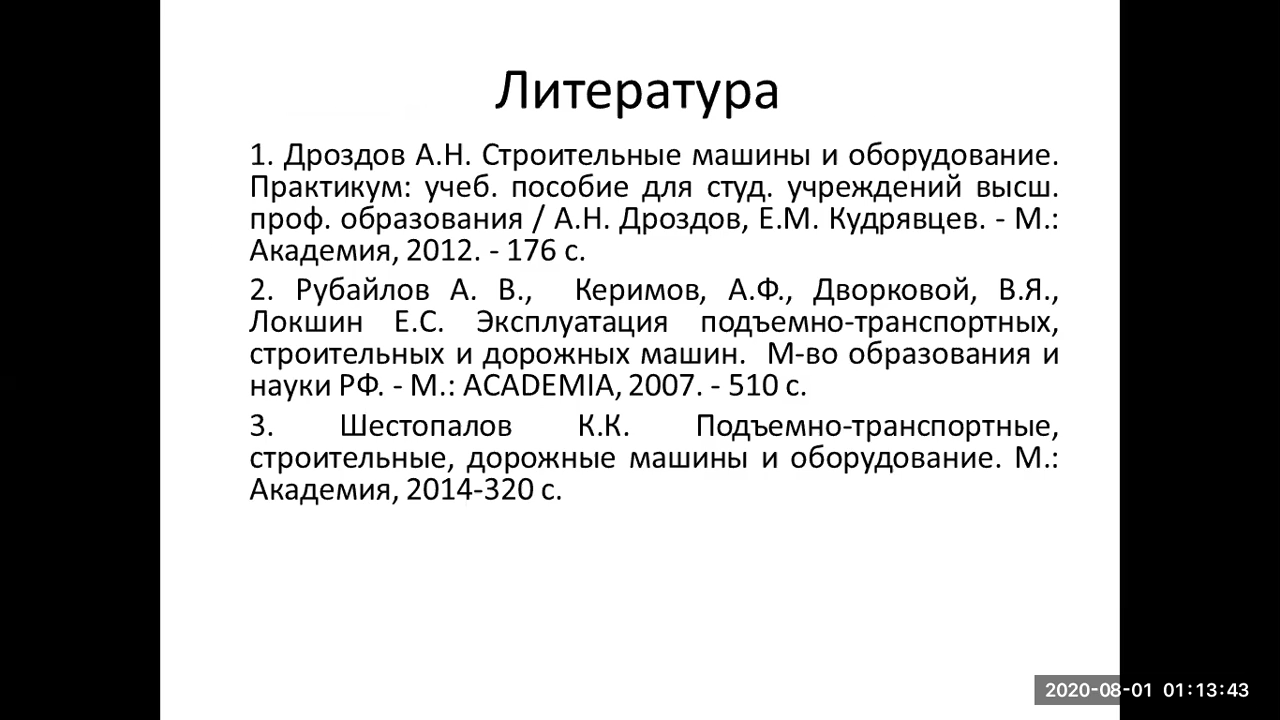 Литература
1. Дроздов А.Н. Строительные машины и оборудование.
Практикум: учеб. пособие для студ. учреждений высш.
проф. образования / А.Н. Дроздов, Е.М. Кудрявцев. - М.:
Академия, 2012. - 176 с.
2. Рубайлов А. В., Керимов, А.Ф., Дворковой, В.Я.,
Локшин Е.С. Эксплуатация подъемно-транспортных,
строительных и дорожных машин. М-во образования и
науки РФ. - М.: ACADEMIA, 2007. - 510 с.
3. Шестопалов К.К. Подъемно-транспортные,
строительные, дорожные машины и оборудование. М.:
Академия, 2014-320 с.
2020-08-01 01:13:43